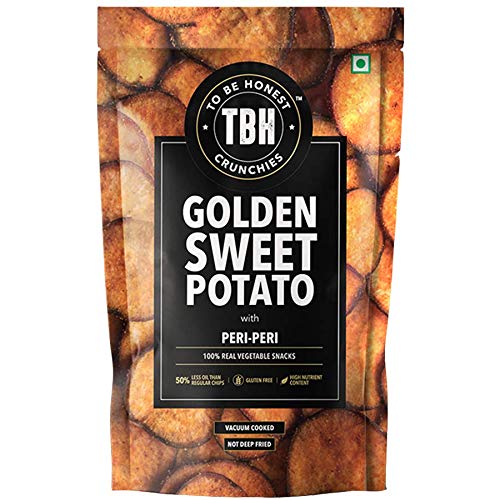 TO BE HONEST
TBH
TM
CRUNCHIES
GOLDEN
SWEET
POTATO
with
PERI-PERI
100% REAL VEGETABLE SNACKS
50% LESS OIL THAN
REGULAR CHIPS
GLUTEN FREE
HIGH NUTRIENT
CONTENT
VACUUM COOKED
NOT DEEP FRIED